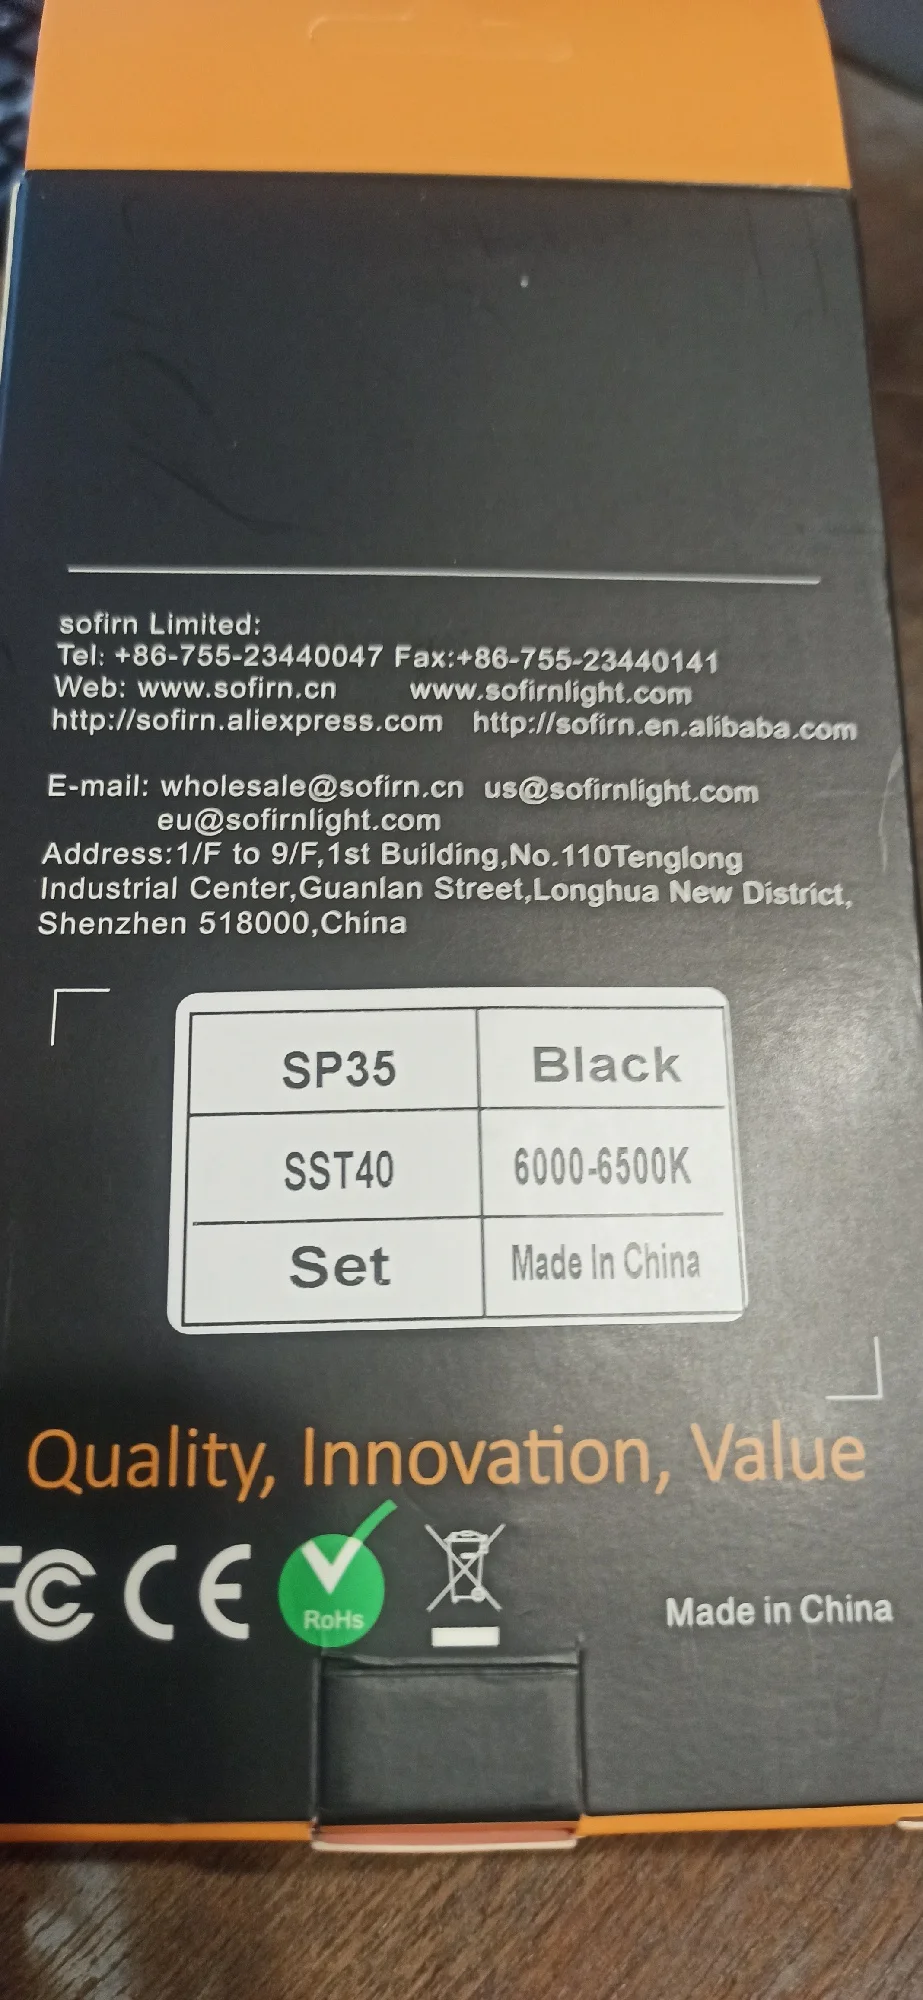 sofirn Limited:
Tel: +86-755-23440047 Fax:+86-755-23440141
Web: www.sofirn.cn www.sofirnlight.com
http://sofirn.aliexpress.com http://sofirn.en.alibaba.com
E-mail: wholesale@sofirn.cn us@sofirnlight.com
eu@sofirnlight.com
Address:1/F to 9/F,1st Building,No.110Tenglong
Industrial Center,Guanlan Street,Longhua New District,
Shenzhen 518000,China
SP35 Black
SST40 6000-6500K
Set Made In China
Quality, Innovation, Value
FC CE RoHs
Made in China